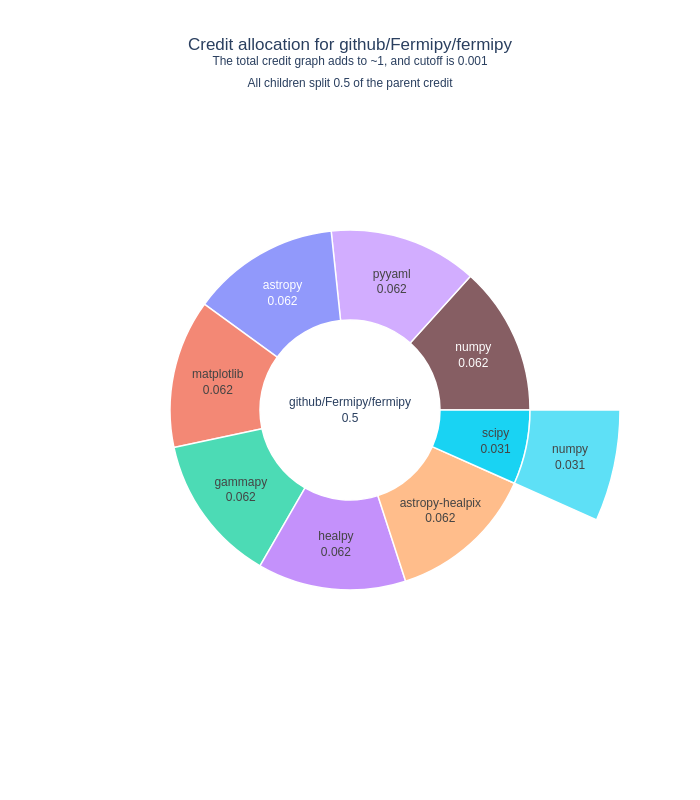 Credit allocation for github/Fermipy/fermipy
The total credit graph adds to ~1, and cutoff is 0.001
All children split 0.5 of the parent credit
pyyaml
0.062
astropy
0.062
numpy
0.062
matplotlib
0.062
github/Fermipy/fermipy
0.5
scipy
0.031
numpy
0.031
gammapy
0.062
astropy-healpix
0.062
healpy
0.062